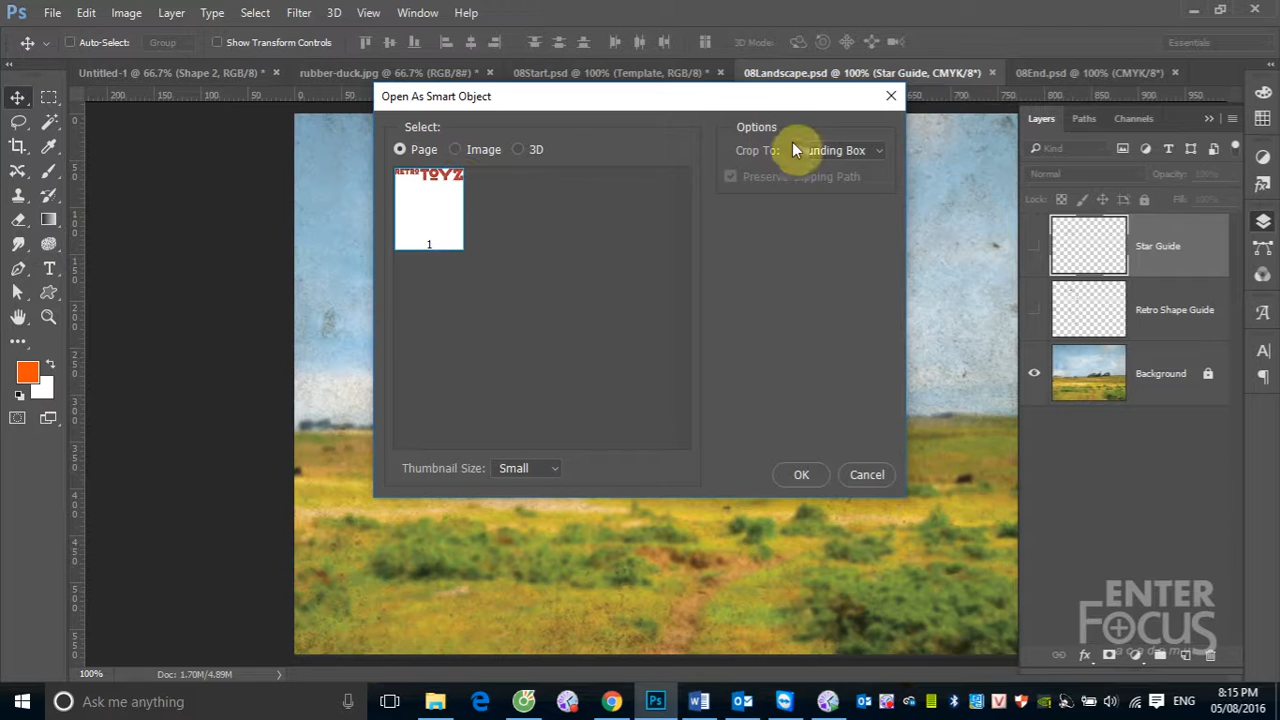 Ps File Edit Image Layer Type Select Filter 3D View Window Help
Auto-Select: Group Show Transform Controls 3D Mode: Essentials
Untitled-1 @ 66.7% (Shape 2, RGB/8) * × rubber-duck.jpg @ 66.7% (RGB/8#) * × 08Start.psd @ 100% (Template, RGB/8) * × 08Landscape.psd @ 100% (Star Guide, CMYK/8*) × 08End.psd @ 100% (CMYK/8*) ×
Open As Smart Object
Select:
Page Image 3D
RETRO TOYZ
1
Thumbnail Size: Small
Options
Crop To: unding Box
Preserve Clipping Path
OK Cancel
Layers Paths Channels
Kind
Normal Opacity: 100%
Lock: Fill: 100%
Star Guide
Retro Shape Guide
Background
ENTER
FOCUS
academy
100% Doc: 1.70M/4.89M
Ask me anything
ENG
8:15 PM
05/08/2016